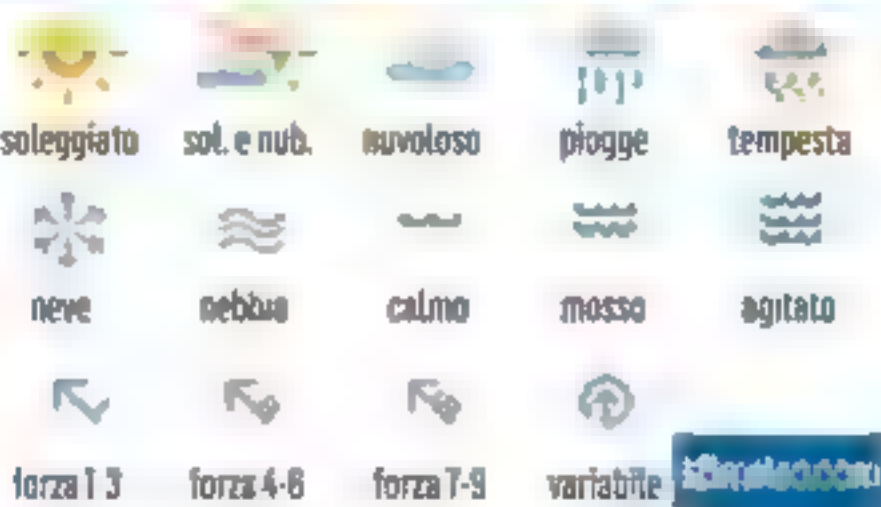 soleggiato sol. e nub. nuvoloso piogge tempesta
neve nebbia calmo mosso agitato
forza 1-3 forza 4-6 forza 7-9 variabile